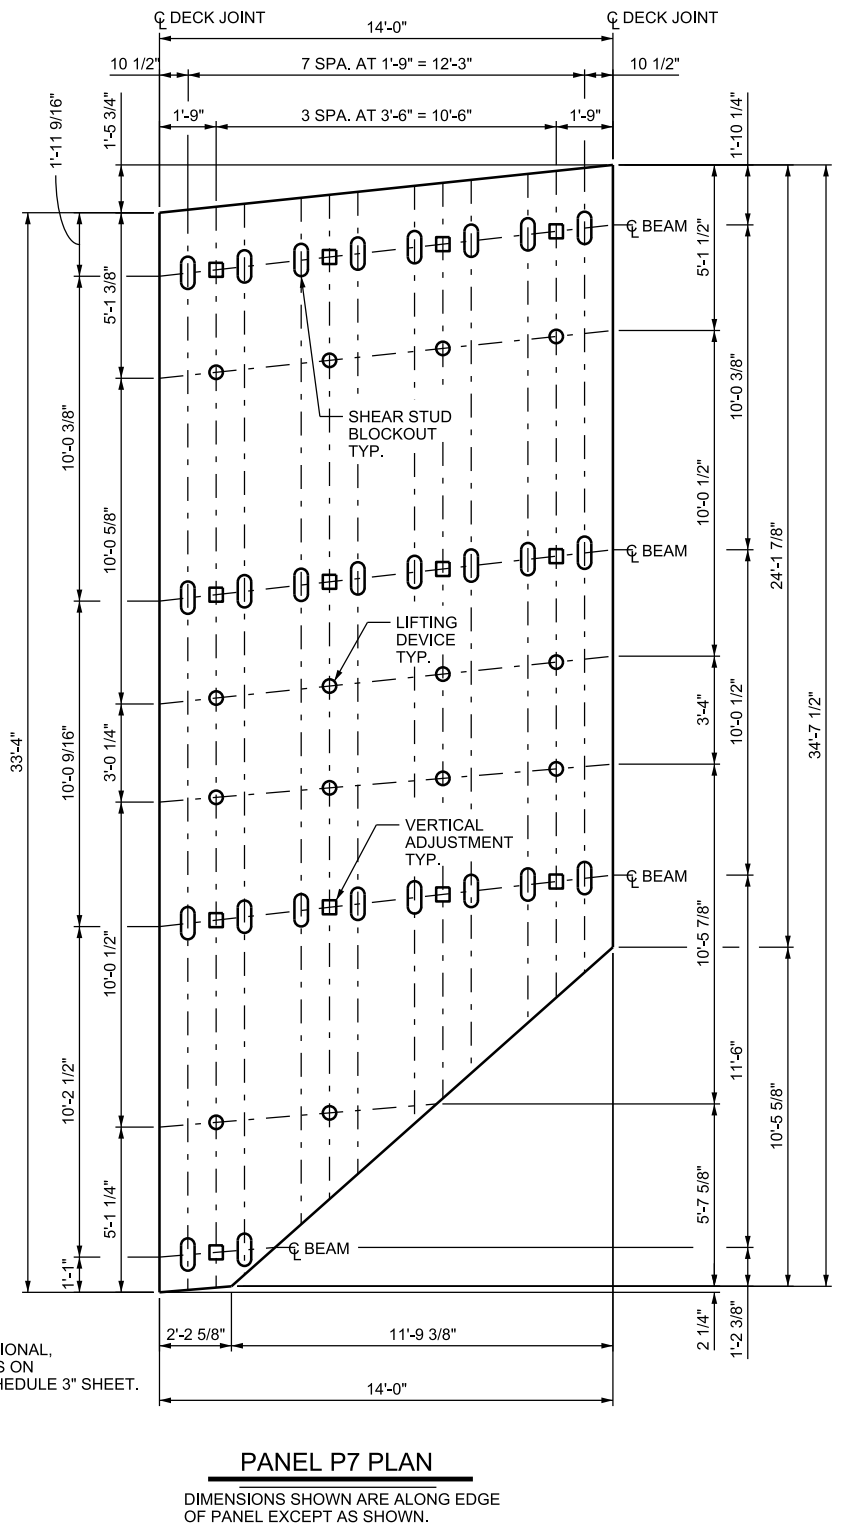 ℄ DECK JOINT
℄ DECK JOINT
14'-0"
10 1/2"
7 SPA. AT 1'-9" = 12'-3"
10 1/2"
1'-9"
3 SPA. AT 3'-6" = 10'-6"
1'-9"
1'-11 9/16"
1'-5 3/4"
1'-10 1/4"
℄ BEAM
5'-1 1/2"
5'-1 3/8"
SHEAR STUD
BLOCKOUT
TYP.
10'-0 3/8"
10'-0 3/8"
10'-0 5/8"
10'-0 1/2"
℄ BEAM
24'-1 7/8"
LIFTING
DEVICE
TYP.
33'-4"
10'-0 9/16"
3'-0 1/4"
3'-4"
10'-0 1/2"
34'-7 1/2"
VERTICAL
ADJUSTMENT
TYP.
℄ BEAM
10'-5 7/8"
10'-0 1/2"
10'-2 1/2"
11'-6"
10'-5 5/8"
5'-1 1/4"
5'-7 5/8"
℄ BEAM
1'-1"
2'-2 5/8"
11'-9 3/8"
2 1/4"
1'-2 3/8"
IONAL,
S ON
HEDULE 3" SHEET.
14'-0"
PANEL P7 PLAN
DIMENSIONS SHOWN ARE ALONG EDGE
OF PANEL EXCEPT AS SHOWN.